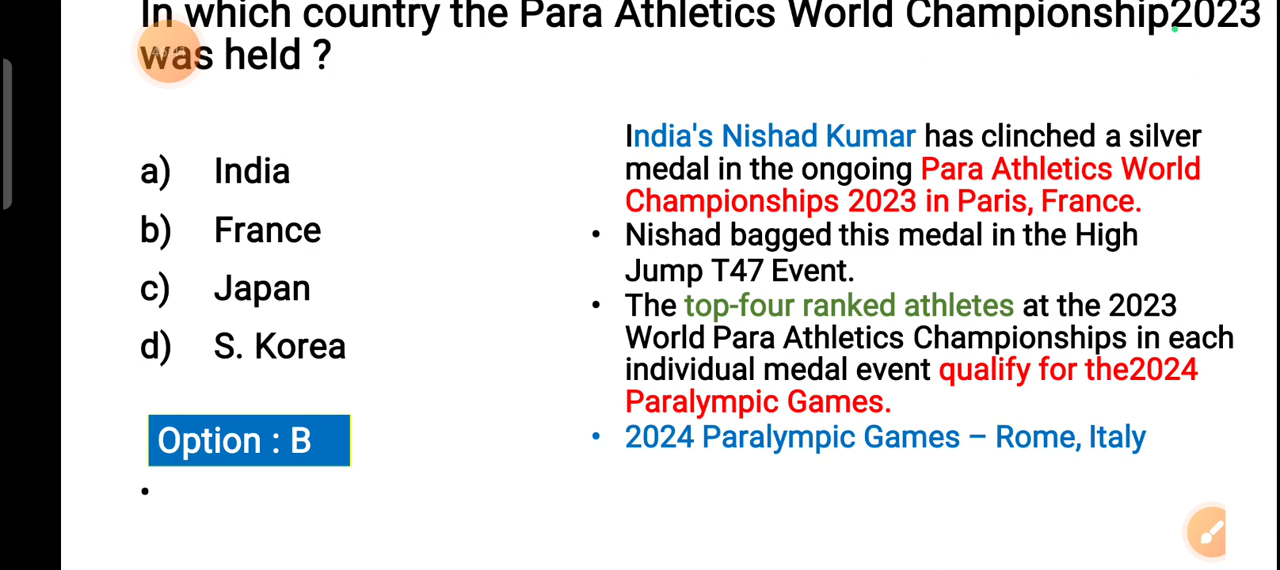 In which country the Para Athletics World Championship2023
was held ?
India's Nishad Kumar has clinched a silver
medal in the ongoing Para Athletics World
Championships 2023 in Paris, France.
• Nishad bagged this medal in the High
Jump T47 Event.
• The top-four ranked athletes at the 2023
World Para Athletics Championships in each
individual medal event qualify for the2024
Paralympic Games.
• 2024 Paralympic Games – Rome, Italy
a) India
b) France
c) Japan
d) S. Korea
Option : B
•